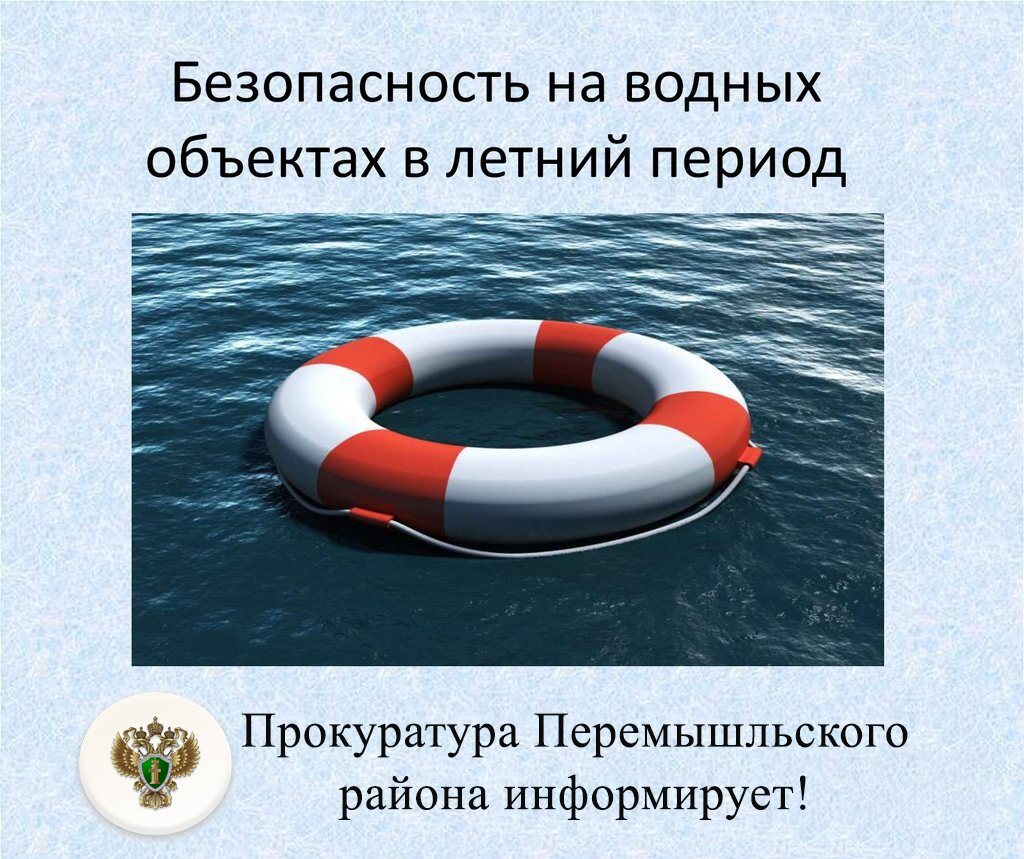 Безопасность на водных
объектах в летний период
Прокуратура Перемышльского
района информирует!